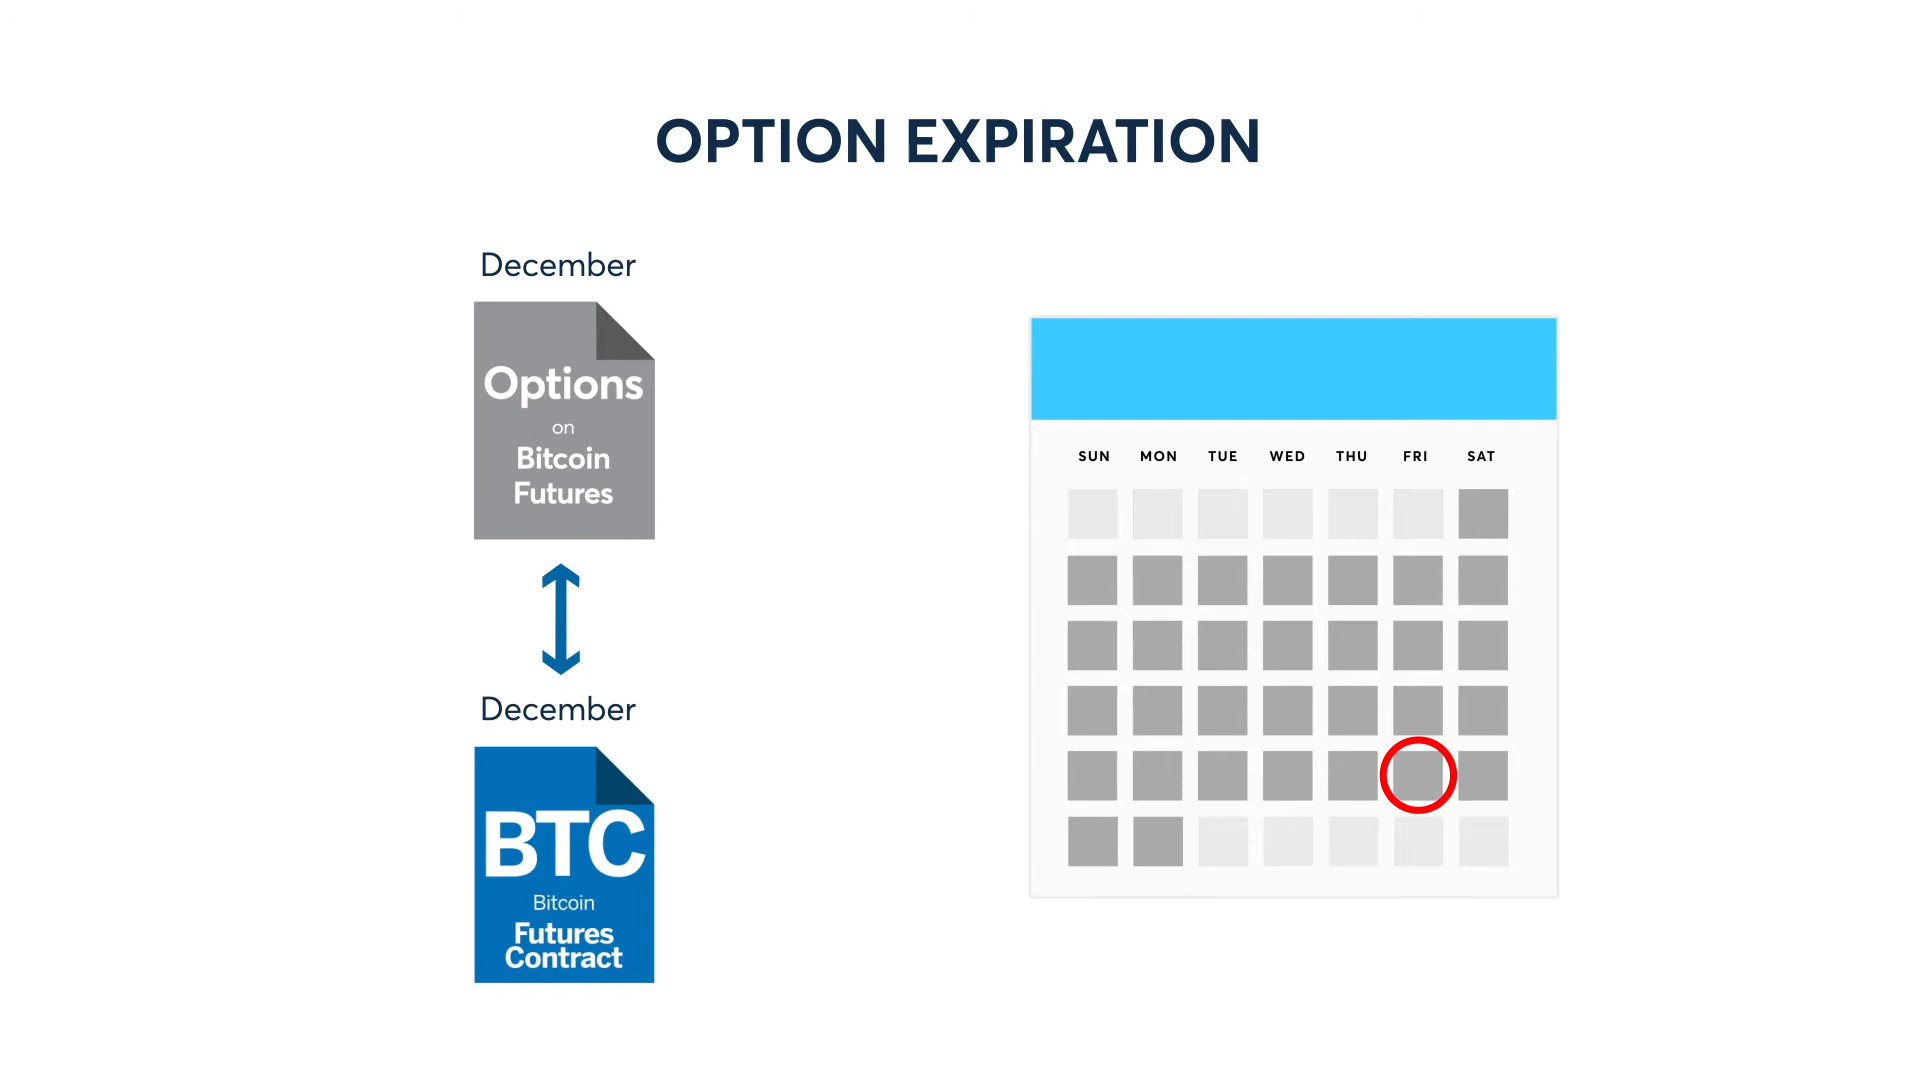 OPTION EXPIRATION
December
Options
on
Bitcoin
Futures
December
BTC
Bitcoin
Futures
Contract
SUN MON TUE WED THU FRI SAT